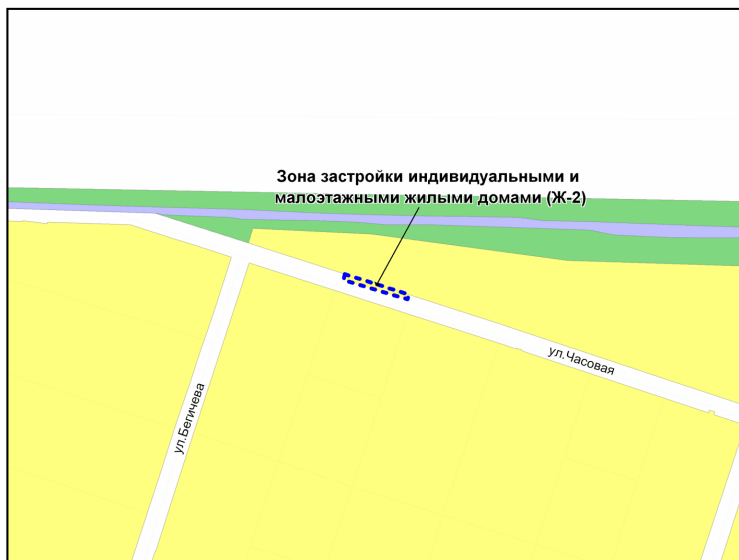 Зона застройки индивидуальными и
малоэтажными жилыми домами (Ж-2)
ул.Часовая
ул.Бегичева